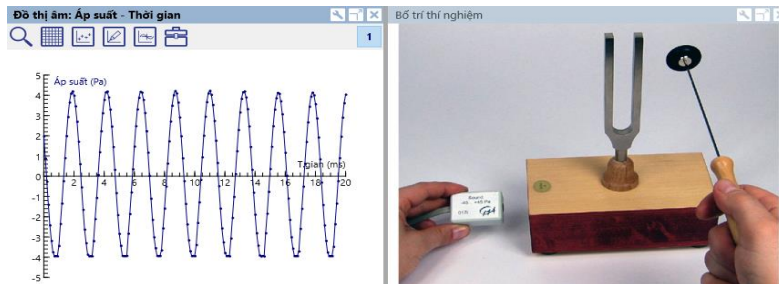 Đồ thị âm: Áp suất - Thời gian
1
Áp suất (Pa)
5
4
3
2
1
0
-1
-2
-3
-4
-5
T.gian (ms)
2 4 6 8 10 12 14 16 18 20
Bố trí thí nghiệm
Sound